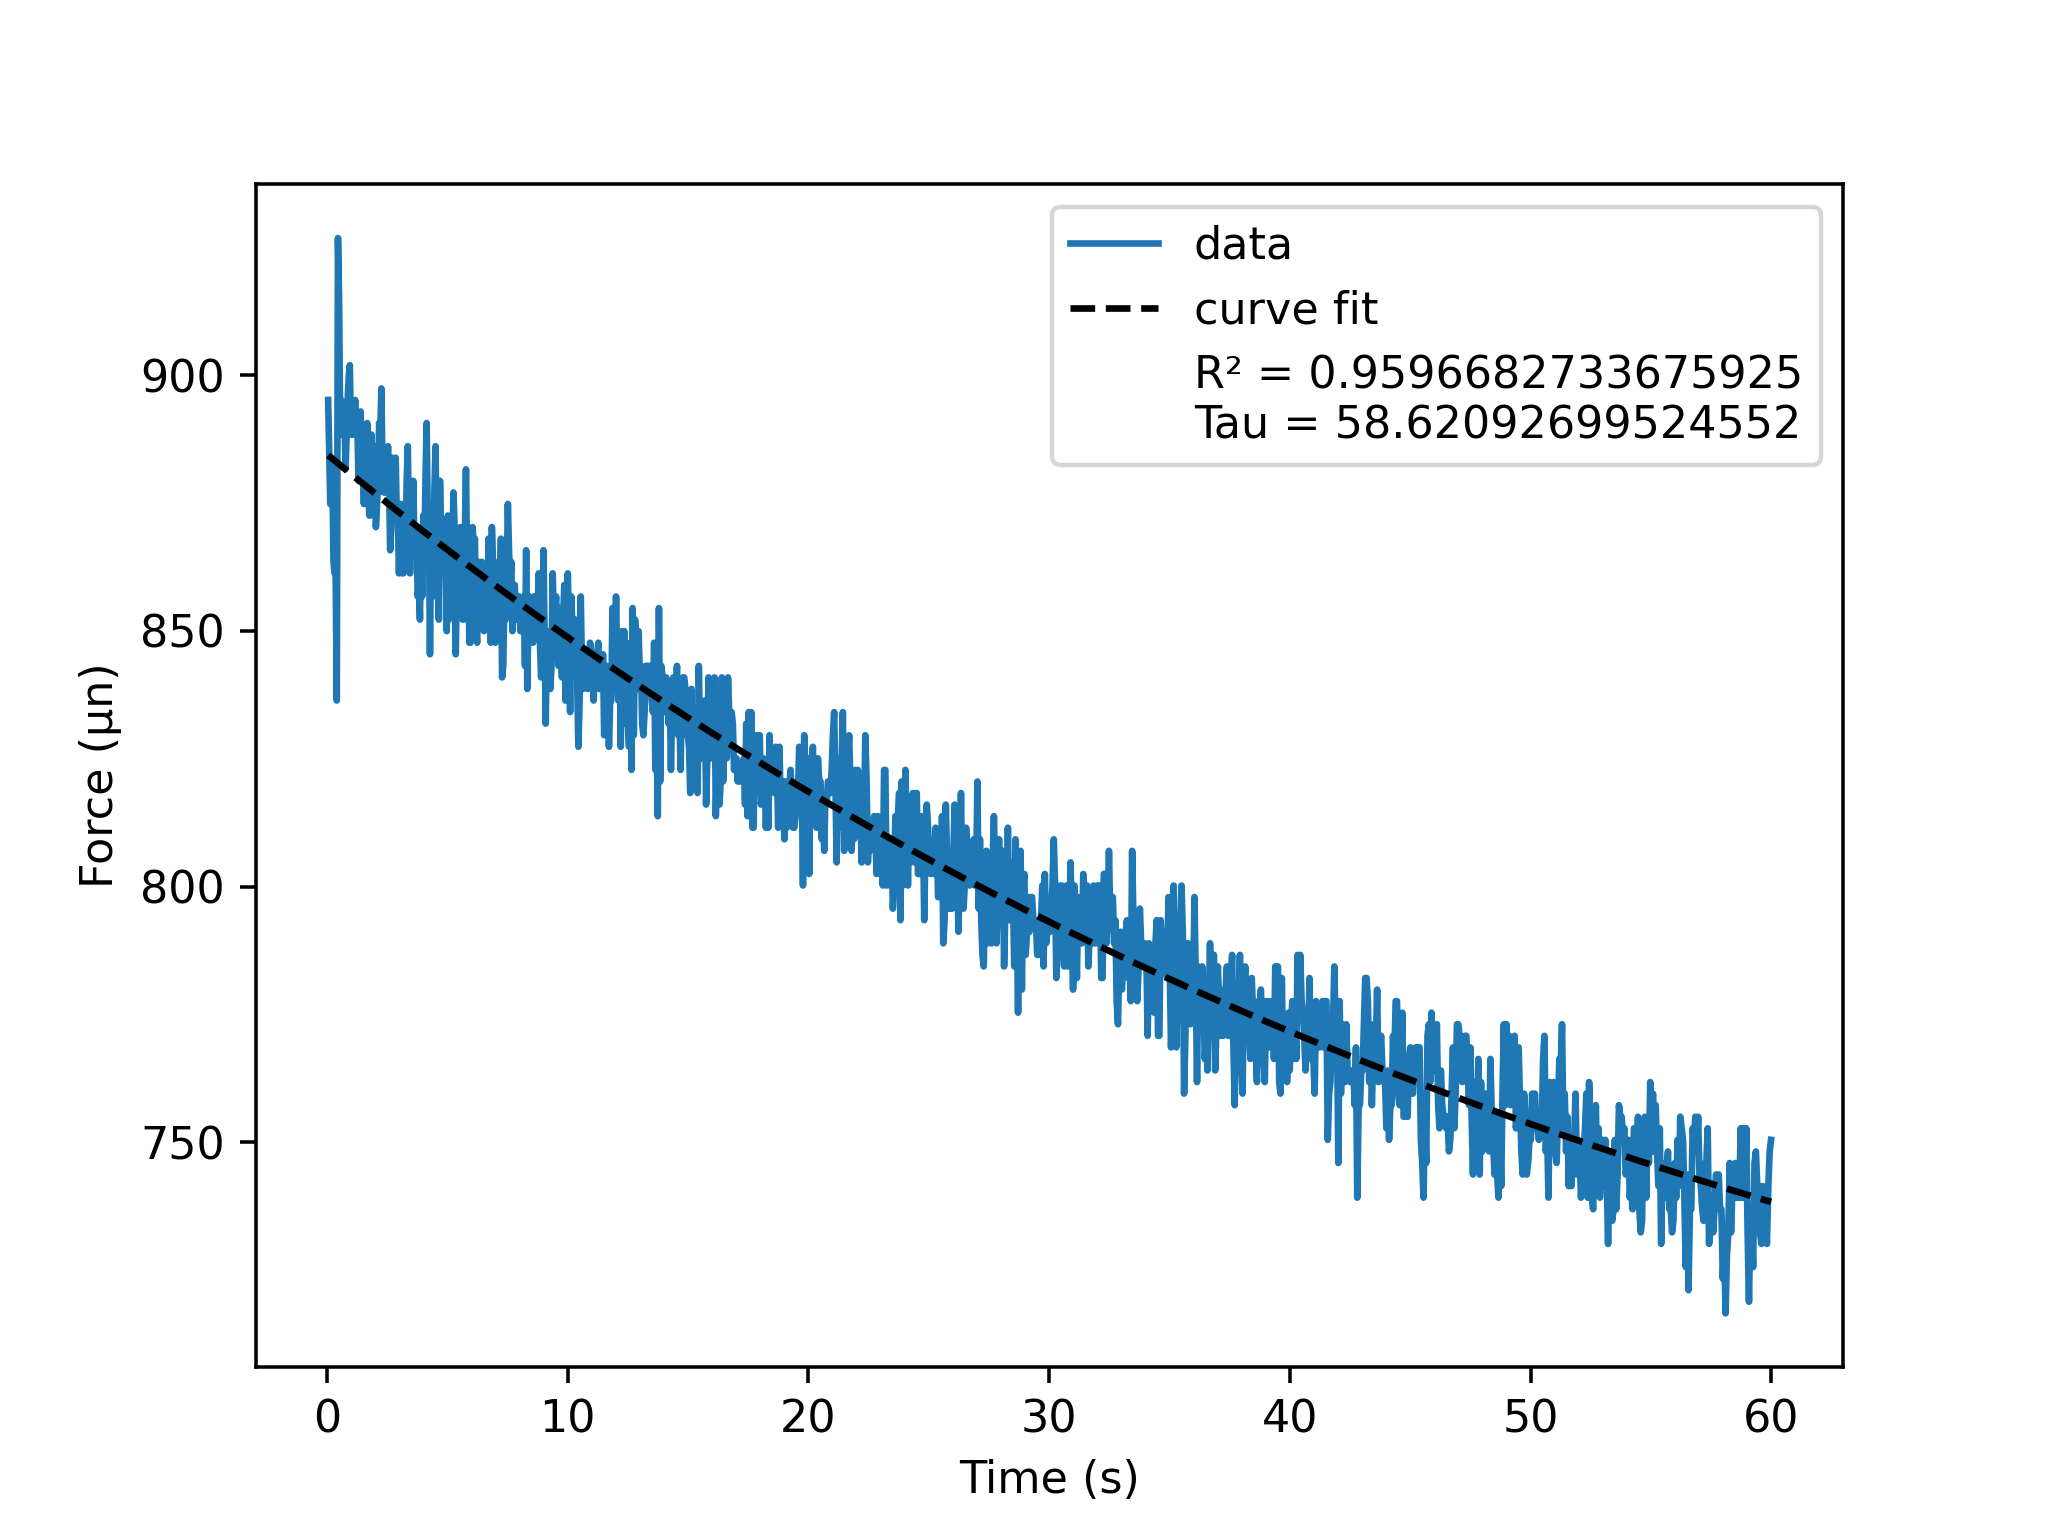 data
curve fit
R² = 0.9596682733675925
Tau = 58.62092699524552
900
850
800
750
Force (µn)
0 10 20 30 40 50 60
Time (s)